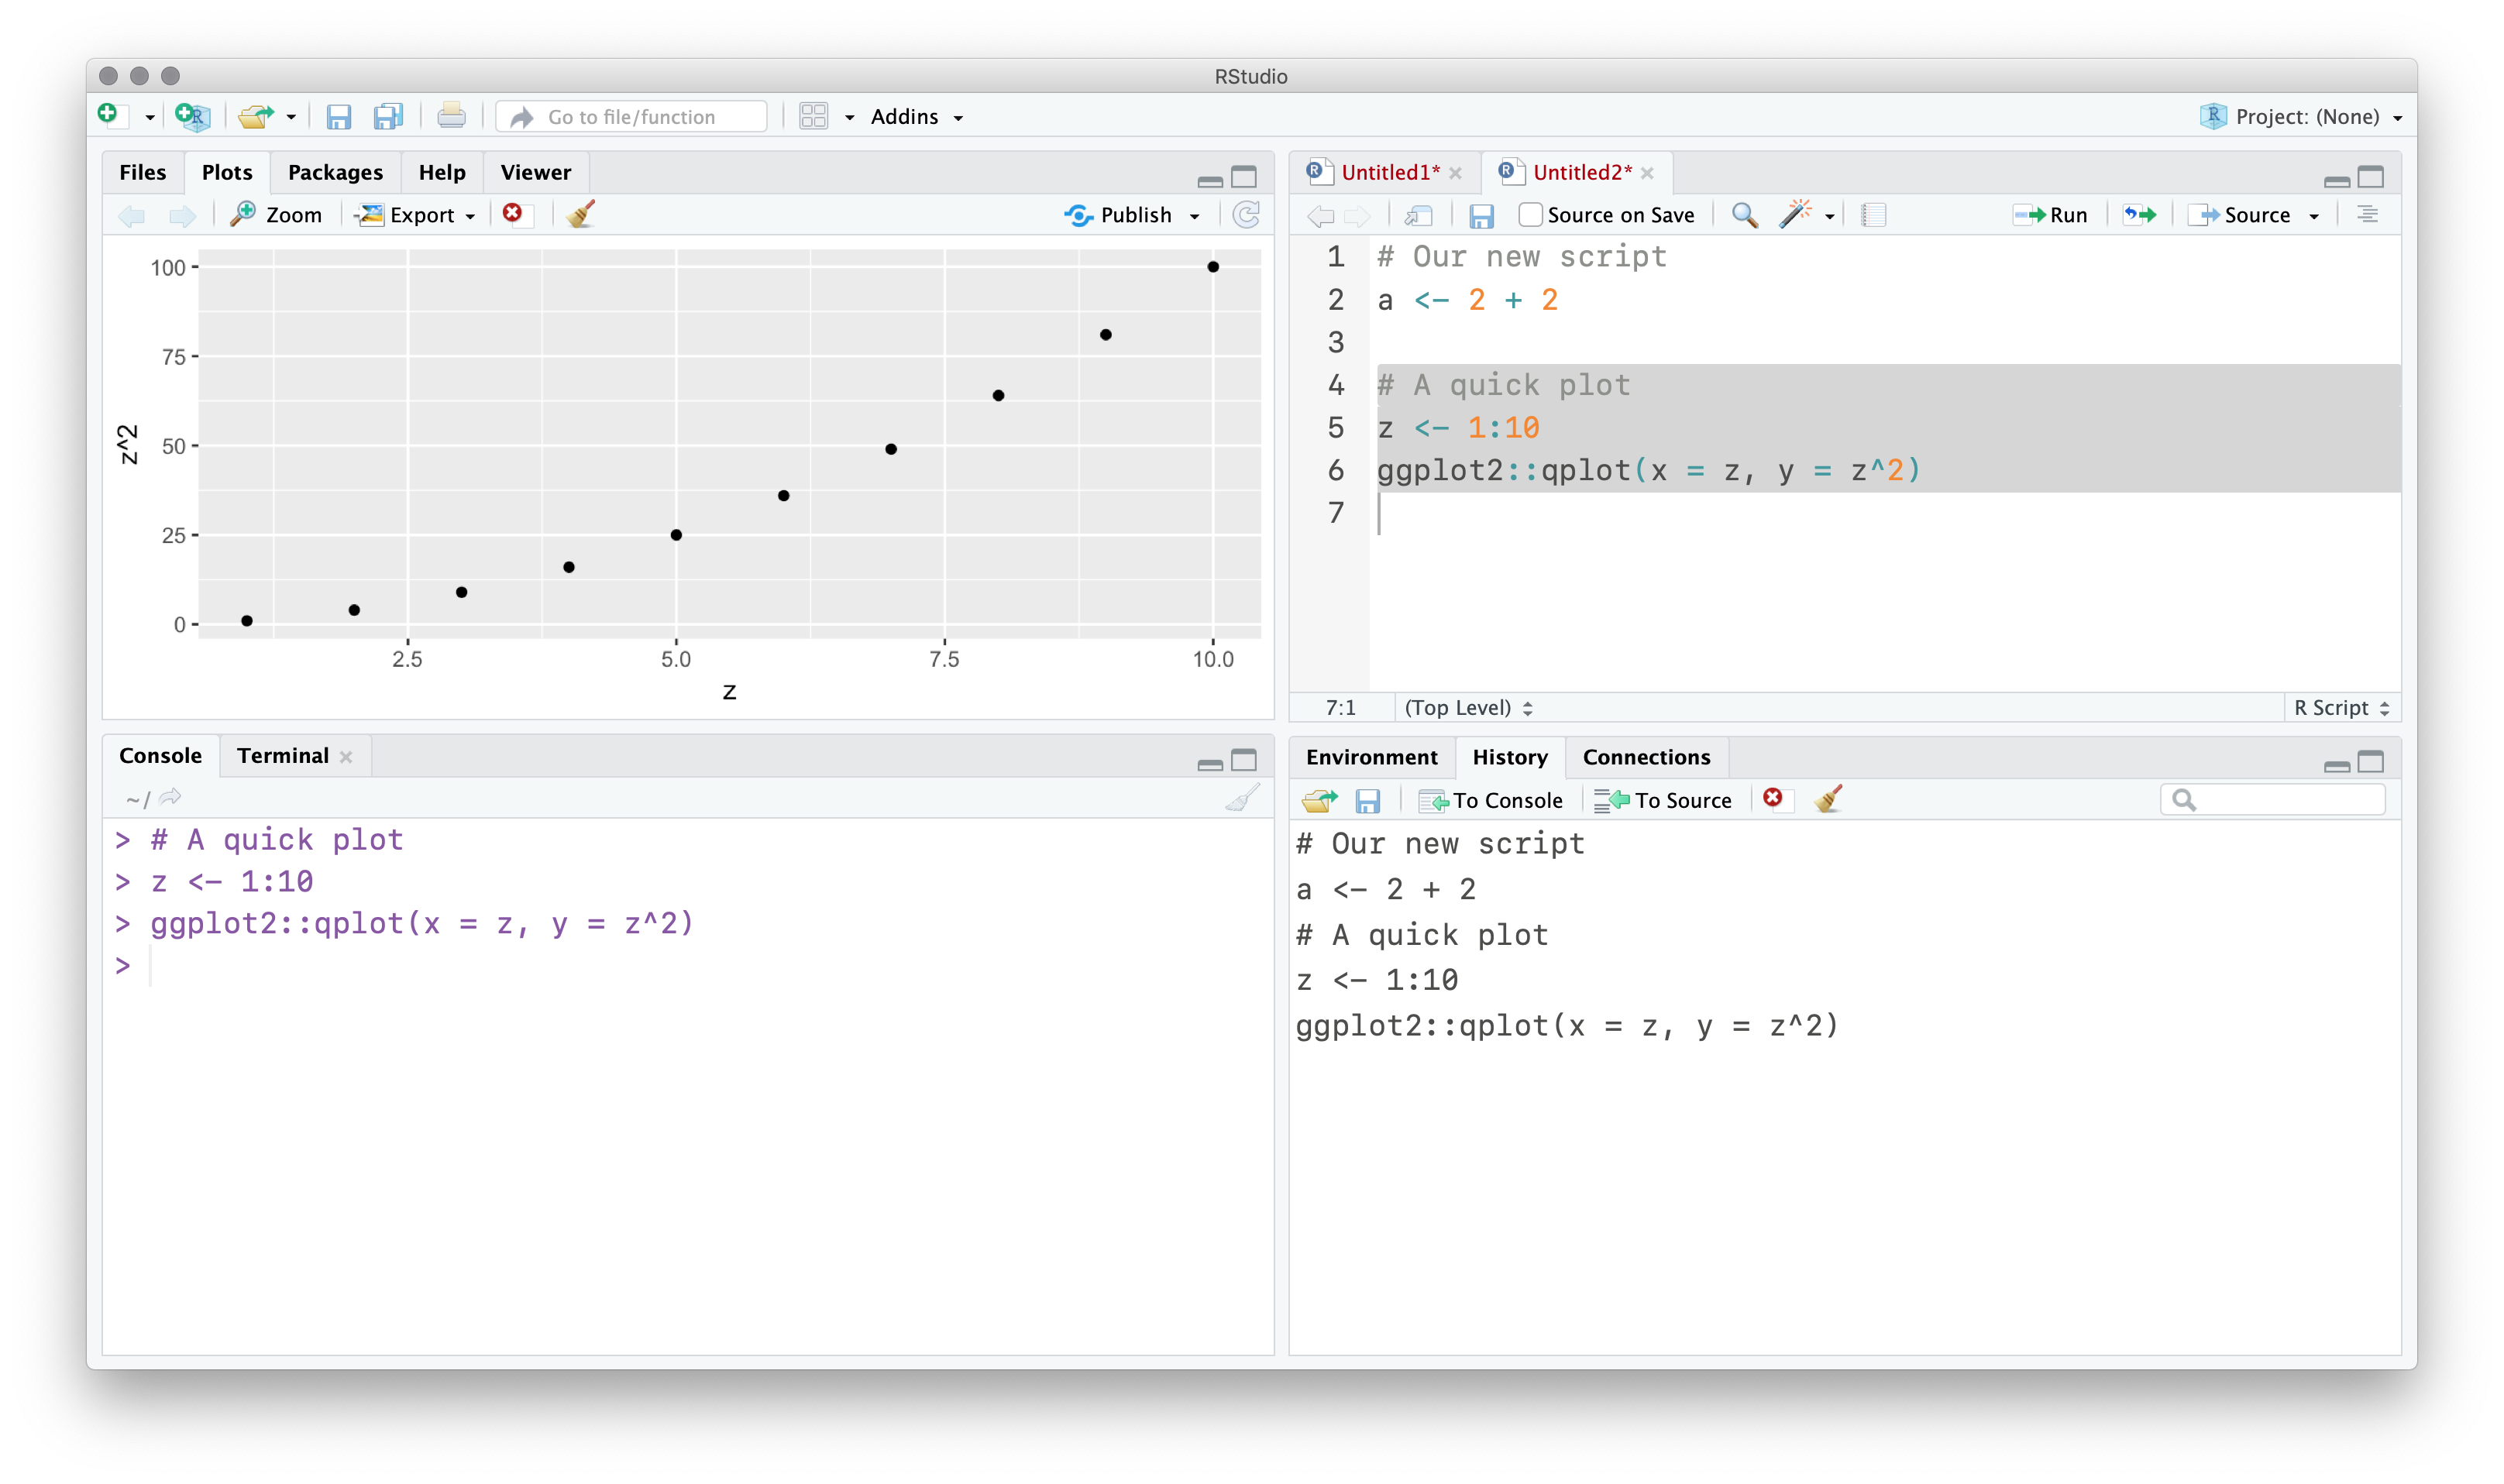 RStudio
Go to file/function
Addins
Project: (None)
Files Plots Packages Help Viewer
Zoom Export Publish
100
75
50
25
0
z^2
2.5 5.0 7.5 10.0
z
Untitled1* Untitled2*
Source on Save Run Source
1 # Our new script
2 a <- 2 + 2
3
4 # A quick plot
5 z <- 1:10
6 ggplot2::qplot(x = z, y = z^2)
7
7:1 (Top Level) R Script
Console Terminal
~/
> # A quick plot
> z <- 1:10
> ggplot2::qplot(x = z, y = z^2)
>
Environment History Connections
To Console To Source
# Our new script
a <- 2 + 2
# A quick plot
z <- 1:10
ggplot2::qplot(x = z, y = z^2)